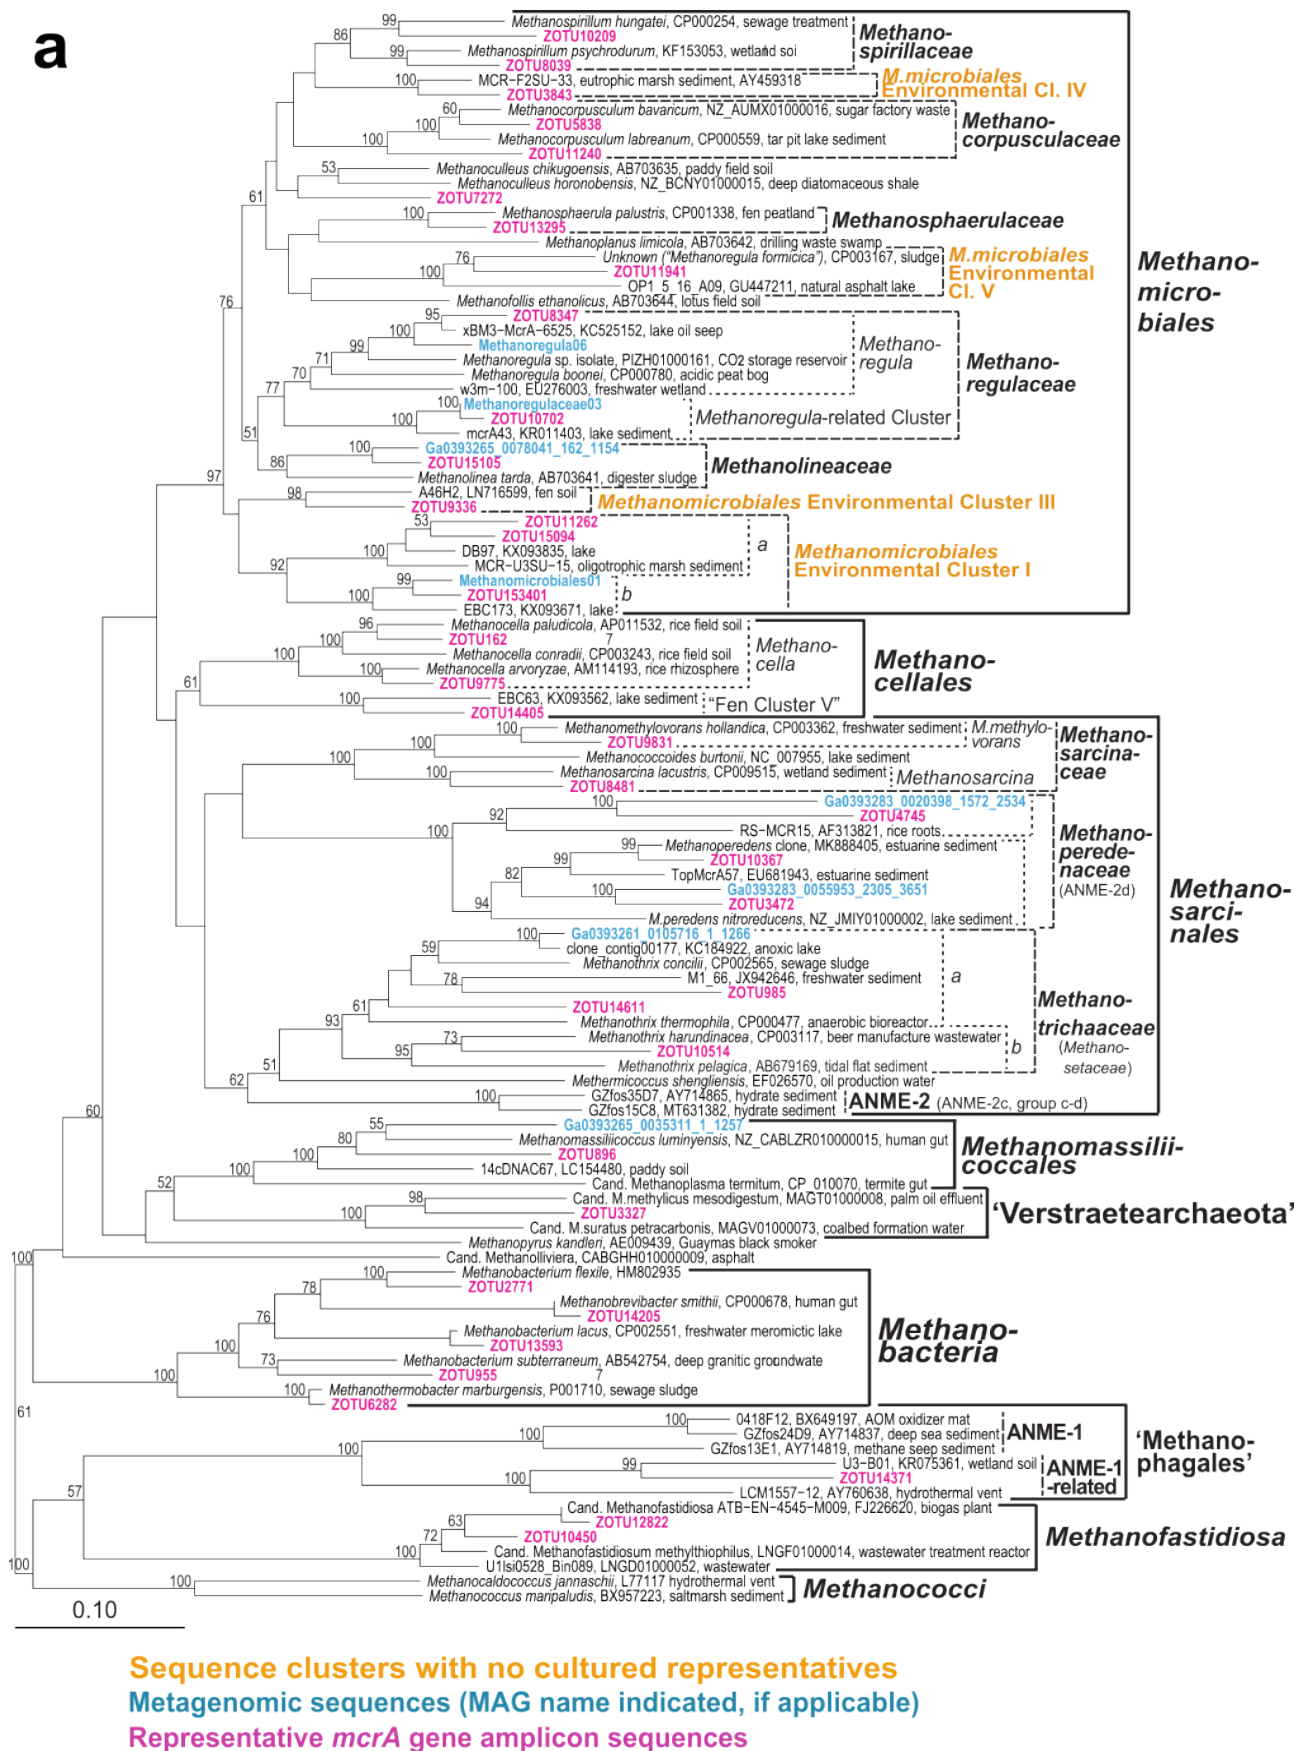 a
99
Methanospirillum hungatei, CP000254, sewage treatment
86
ZOTU10209
Methano-
spirillaceae
99
Methanospirillum psychrodurum, KF153053, wetland soi
ZOTU8039
100
MCR-F2SU-33, eutrophic marsh sediment, AY459318
ZOTU3843
M.microbiales
Environmental Cl. IV
60
Methanocorpusculum bavaricum, NZ_AUMX01000016, sugar factory waste
100
ZOTU5838
Methano-
corpusculaceae
100
Methanocorpusculum labreanum, CP000559, tar pit lake sediment
ZOTU11240
53
Methanoculleus chikugoensis, AB703635, paddy field soil
Methanoculleus horonobensis, NZ_BCNY01000015, deep diatomaceous shale
61
ZOTU7272
100
Methanosphaerula palustris, CP001338, fen peatland
ZOTU13295
Methanosphaerulaceae
Methanoplanus limicola, AB703642, drilling waste swamp
76
Unknown ("Methanoregula formicica"), CP003167, sludge
100
ZOTU11941
OP1_5_16_A09, GU447211, natural asphalt lake
M.microbiales
Environmental
Cl. V
Methano-
micro-
biales
76
Methanofollis ethanolicus, AB703644, lotus field soil
95
ZOTU8347
100
xBM3-McrA-6525, KC525152, lake oil seep
99
Methanoregula06
71
Methanoregula sp. isolate, PIZH01000161, CO2 storage reservoir
70
Methanoregula boonei, CP000780, acidic peat bog
77
w3m-100, EU276003, freshwater wetland
Methano-
regula
Methano-
regulaceae
100
Methanoregulaceae03
100
ZOTU10702
mcrA43, KR011403, lake sediment
Methanoregula-related Cluster
51
100
Ga0393265_0078041_162_1154
86
ZOTU15105
Methanolinea tarda, AB703641, digester sludge
Methanolineaceae
97
98
A46H2, LN716599, fen soil
ZOTU9336
Methanomicrobiales Environmental Cluster III
53
ZOTU11262
ZOTU15094
100
DB97, KX093835, lake
MCR-U3SU-15, oligotrophic marsh sediment
a
92
99
Methanomicrobiales01
100
ZOTU153401
EBC173, KX093671, lake
b
Methanomicrobiales
Environmental Cluster I
96
Methanocella paludicola, AP011532, rice field soil
100
ZOTU162
7
100
Methanocella conradii, CP003243, rice field soil
100
Methanocella arvoryzae, AM114193, rice rhizosphere
ZOTU9775
Methano-
cella
Methano-
cellales
61
100
EBC63, KX093562, lake sediment
ZOTU14405
“Fen Cluster V”
100
Methanomethylovorans hollandica, CP003362, freshwater sediment
100
ZOTU9831
M.methylo-
vorans
100
Methanococcoides burtonii, NC_007955, lake sediment
100
Methanosarcina lacustris, CP009515, wetland sediment
ZOTU8481
Methanosarcina
Methano-
sarcina-
ceae
100
Ga0393283_0020398_1572_2534
92
ZOTU4745
100
RS-MCR15, AF313821, rice roots
99
Methanoperedens clone, MK888405, estuarine sediment
99
ZOTU10367
82
TopMcrA57, EU681943, estuarine sediment
100
Ga0393283_0055953_2305_3651
94
ZOTU3472
M.peredens nitroreducens, NZ_JMIY01000002, lake sediment
Methano-
perede-
naceae
(ANME-2d)
Methano-
sarci-
nales
100
Ga0393261_0105716_1_1266
59
clone_contig00177, KC184922, anoxic lake
Methanothrix concilii, CP002565, sewage sludge
78
M1_66, JX942646, freshwater sediment
ZOTU985
61
ZOTU14611
93
Methanothrix thermophila, CP000477, anaerobic bioreactor
a
73
Methanothrix harundinacea, CP003117, beer manufacture wastewater
95
ZOTU10514
51
Methanothrix pelagica, AB679169, tidal flat sediment
b
Methano-
trichaaceae
(Methano-
setaceae)
62
Methermicoccus shengliensis, EF026570, oil production water
100
GZfos35D7, AY714865, hydrate sediment
GZfos15C8, MT631382, hydrate sediment
ANME-2 (ANME-2c, group c-d)
60
55
Ga0393265_0035311_1_1257
80
Methanomassiliicoccus luminyensis, NZ_CABLZR010000015, human gut
100
ZOTU896
100
14cDNAC67, LC154480, paddy soil
Cand. Methanoplasma termitum, CP_010070, termite gut
Methanomassilii-
coccales
52
98
Cand. M.methylicus mesodigestum, MAGT01000008, palm oil effluent
100
ZOTU3327
Cand. M.suratus petracarbonis, MAGV01000073, coalbed formation water
‘Verstraetearchaeota’
Methanopyrus kandleri, AE009439, Guaymas black smoker
100
Cand. Methanolliviera, CABGHH010000009, asphalt
100
Methanobacterium flexile, HM802935
78
ZOTU2771
Methanobrevibacter smithii, CP000678, human gut
76
ZOTU14205
Methanobacterium lacus, CP002551, freshwater meromictic lake
100
ZOTU13593
73
Methanobacterium subterraneum, AB542754, deep granitic groundwate
100
ZOTU955
7
100
Methanothermobacter marburgensis, P001710, sewage sludge
ZOTU6282
Methano-
bacteria
61
100
0418F12, BX649197, AOM oxidizer mat
100
GZfos24D9, AY714837, deep sea sediment
100
GZfos13E1, AY714819, methane seep sediment
ANME-1
99
U3-B01, KR075361, wetland soil
100
ZOTU14371
LCM1557-12, AY760638, hydrothermal vent
ANME-1
-related
‘Methano-
phagales’
57
Cand. Methanofastidiosa ATB-EN-4545-M009, FJ226620, biogas plant
63
ZOTU12822
72
ZOTU10450
100
Cand. Methanofastidiosum methylthiophilus, LNGF01000014, wastewater treatment reactor
U1lsi0528_Bin089, LNGD01000052, wastewater
Methanofastidiosa
100
100
Methanocaldococcus jannaschii, L77117 hydrothermal vent
Methanococcus maripaludis, BX957223, saltmarsh sediment
Methanococci
0.10
Sequence clusters with no cultured representatives
Metagenomic sequences (MAG name indicated, if applicable)
Representative mcrA gene amplicon sequences